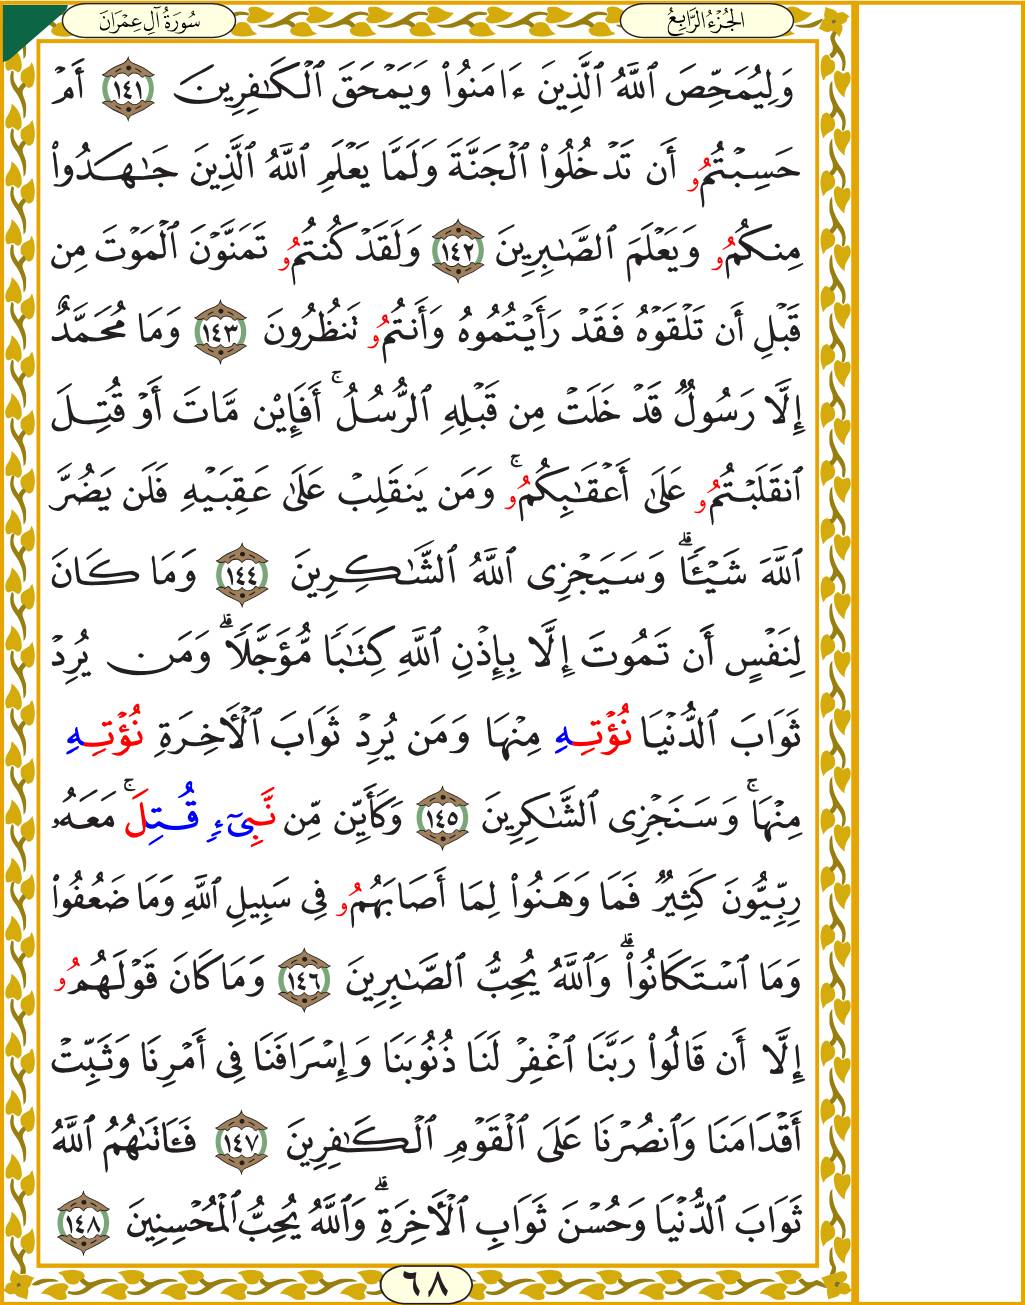 سُورَةُ آلِ عِمْرَانَ
الجُزْءُ الرَّابِعُ
وَلِيُمَحِّصَ ٱللَّهُ ٱلَّذِينَ ءَامَنُوا۟ وَيَمْحَقَ ٱلْكَـٰفِرِينَ ١٤١ أَمْ
حَسِبْتُمُو أَن تَدْخُلُوا۟ ٱلْجَنَّةَ وَلَمَّا يَعْلَمِ ٱللَّهُ ٱلَّذِينَ جَـٰهَدُوا۟
مِنكُمُو وَيَعْلَمَ ٱلصَّـٰبِرِينَ ١٤٢ وَلَقَدْ كُنتُمُو تَمَنَّوْنَ ٱلْمَوْتَ مِن
قَبْلِ أَن تَلْقَوْهُ فَقَدْ رَأَيْتُمُوهُ وَأَنتُمُو تَنظُرُونَ ١٤٣ وَمَا مُحَمَّدٌ
إِلَّا رَسُولٌ قَدْ خَلَتْ مِن قَبْلِهِ ٱلرُّسُلُ ۚ أَفَإِي۟ن مَّاتَ أَوْ قُتِلَ
ٱنقَلَبْتُمُو عَلَىٰ أَعْقَـٰبِكُمُو ۚ وَمَن يَنقَلِبْ عَلَىٰ عَقِبَيْهِ فَلَن يَضُرَّ
ٱللَّهَ شَيْـًٔا ۗ وَسَيَجْزِى ٱللَّهُ ٱلشَّـٰكِرِينَ ١٤٤ وَمَا كَانَ
لِنَفْسٍ أَن تَمُوتَ إِلَّا بِإِذْنِ ٱللَّهِ كِتَـٰبًا مُّؤَجَّلًا ۗ وَمَن يُرِدْ
ثَوَابَ ٱلدُّنْيَا نُؤْتِهِ مِنْهَا وَمَن يُرِدْ ثَوَابَ ٱلْأَخِرَةِ نُؤْتِهِ
مِنْهَا ۚ وَسَنَجْزِى ٱلشَّـٰكِرِينَ ١٤٥ وَكَأَيِّن مِّن نَّبِىٓءٍ قُتِلَ ۚ مَعَهُۥ
رِبِّيُّونَ كَثِيرٌ فَمَا وَهَنُوا۟ لِمَا أَصَابَهُمُو فِى سَبِيلِ ٱللَّهِ وَمَا ضَعُفُوا۟
وَمَا ٱسْتَكَانُوا۟ ۗ وَٱللَّهُ يُحِبُّ ٱلصَّـٰبِرِينَ ١٤٦ وَمَا كَانَ قَوْلَهُمُو
إِلَّا أَن قَالُوا۟ رَبَّنَا ٱغْفِرْ لَنَا ذُنُوبَنَا وَإِسْرَافَنَا فِى أَمْرِنَا وَثَبِّتْ
أَقْدَامَنَا وَٱنصُرْنَا عَلَى ٱلْقَوْمِ ٱلْكَـٰفِرِينَ ١٤٧ فَـَٔاتَىٰهُمُ ٱللَّهُ
ثَوَابَ ٱلدُّنْيَا وَحُسْنَ ثَوَابِ ٱلْأَخِرَةِ ۗ وَٱللَّهُ يُحِبُّ ٱلْمُحْسِنِينَ ١٤٨
٦٨